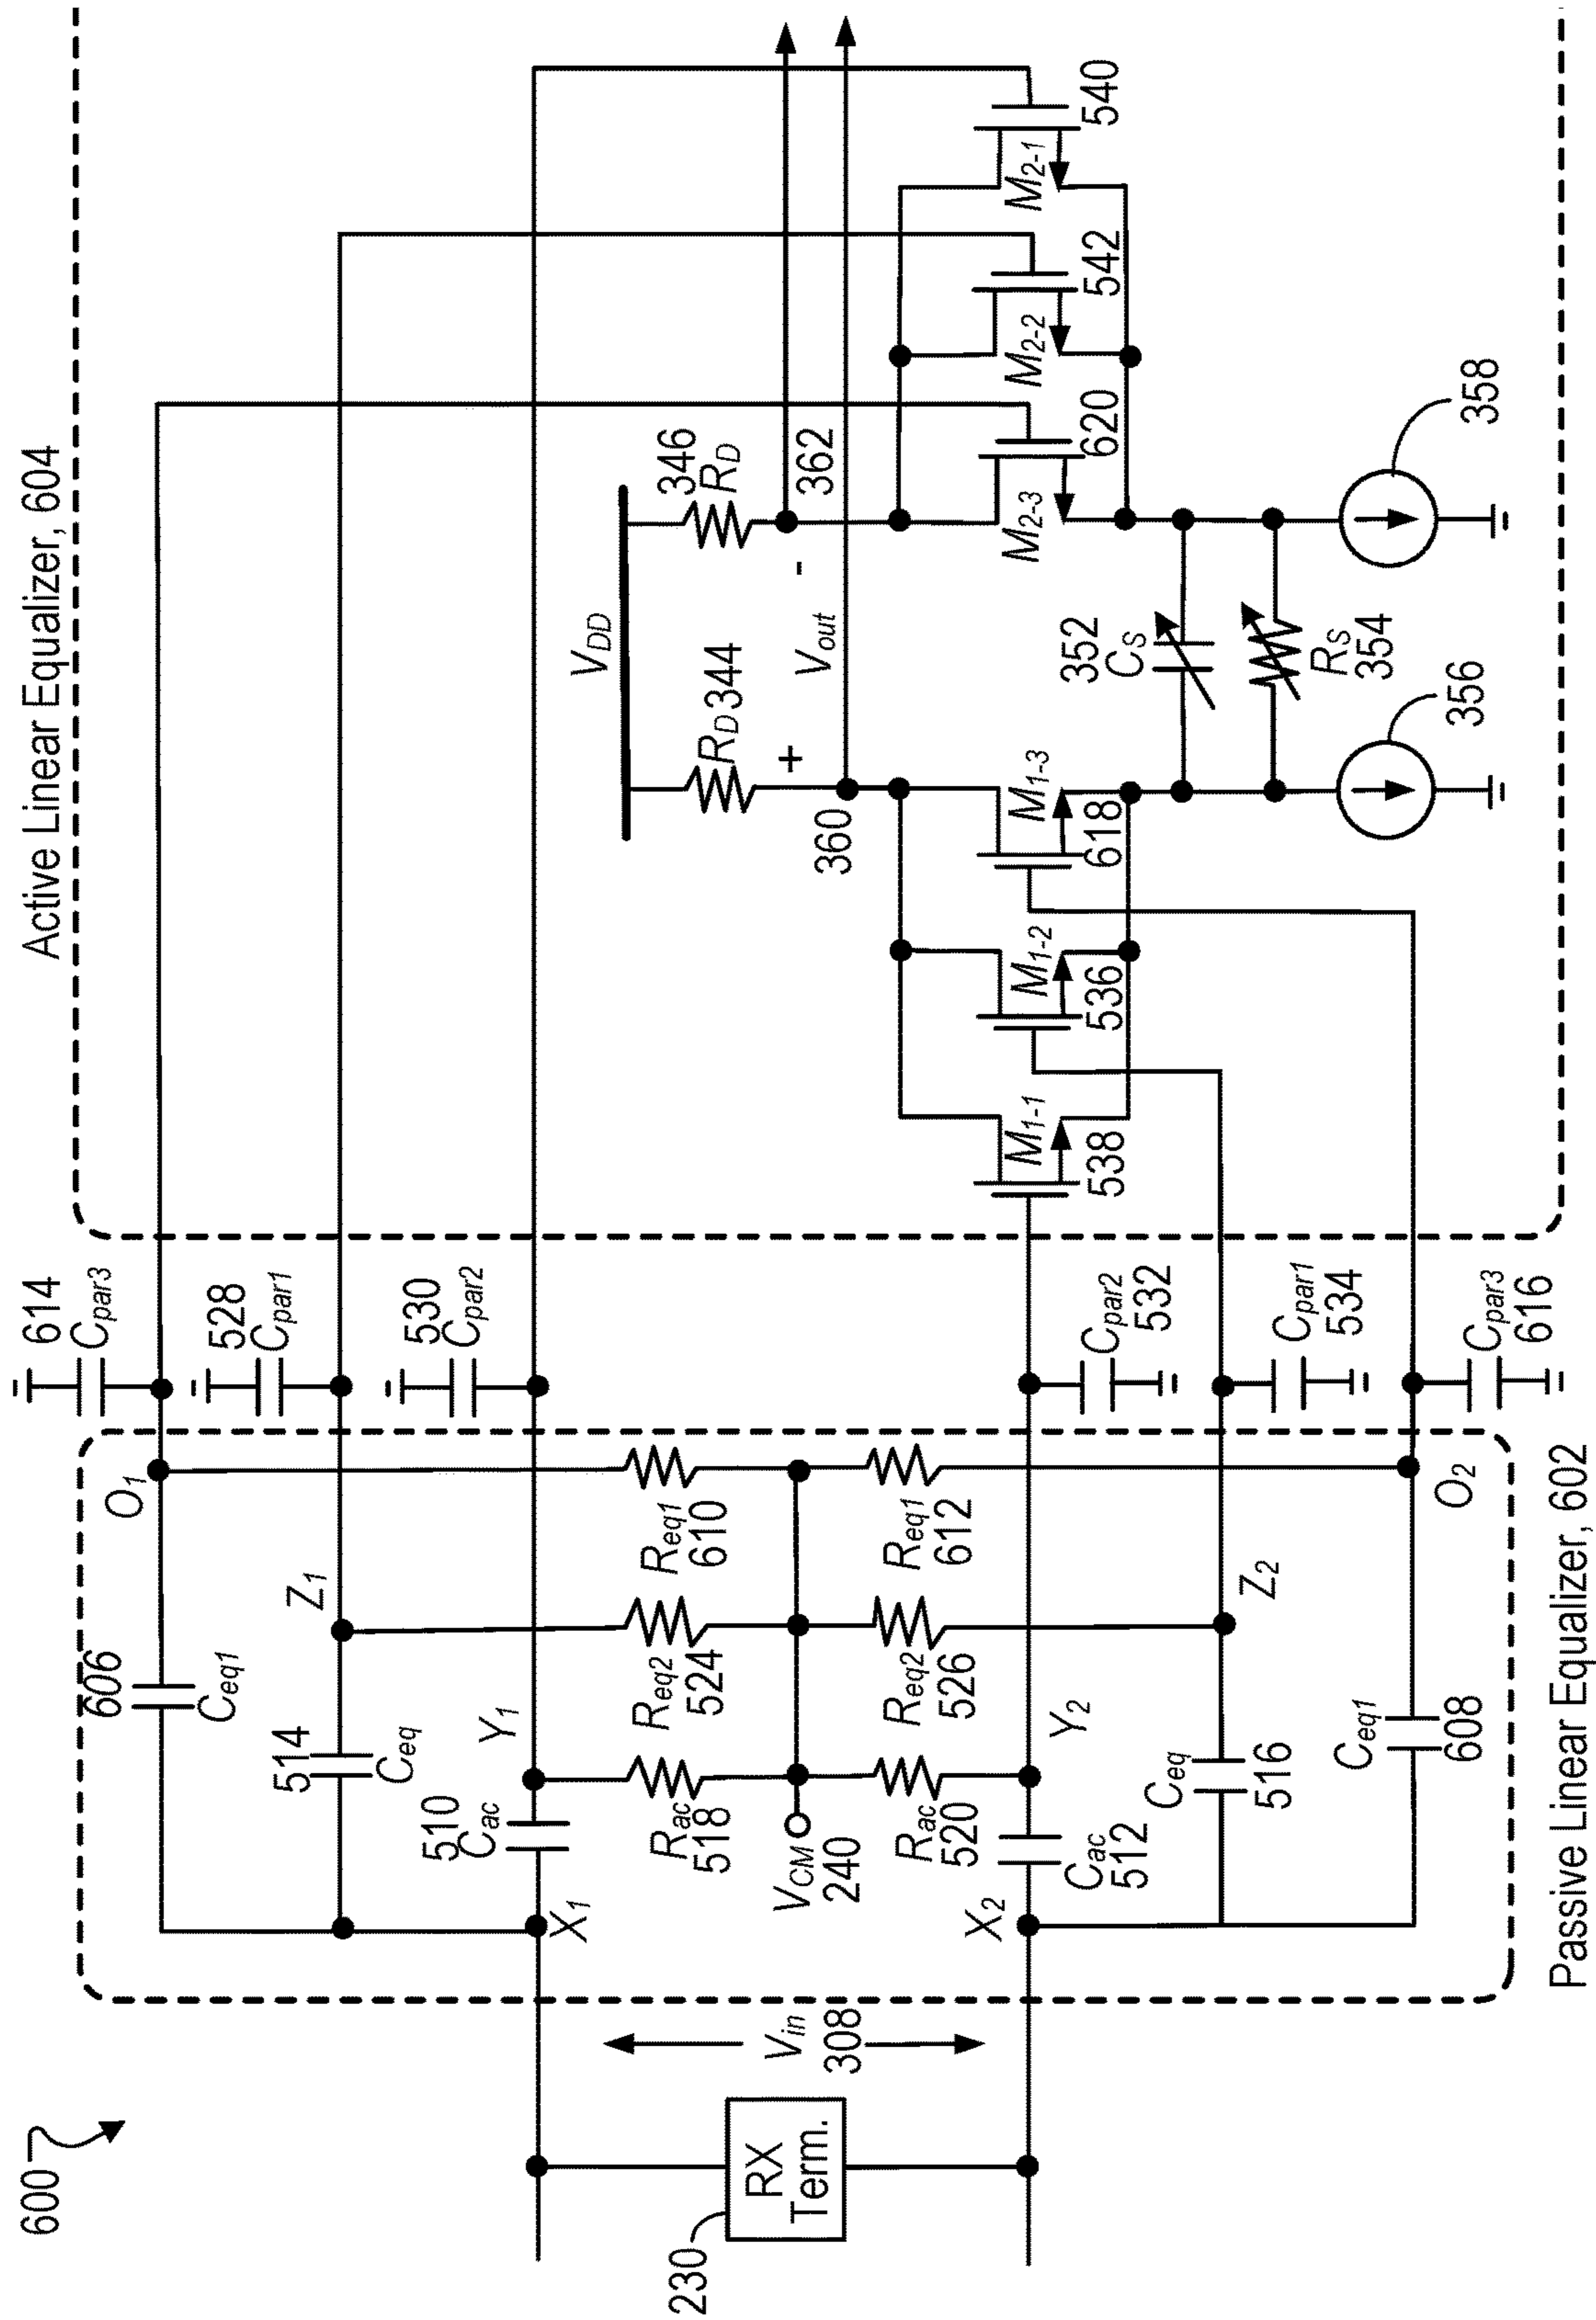 600
Active Linear Equalizer, 604
230
RX
Term.
V_in
308
606
C_eq1
O_1
614
C_par3
514
C_eq
Z_1
528
C_par1
510
C_ac
X_1
Y_1
530
C_par2
R_ac
518
R_eq2
524
R_eq1
610
V_CM
240
R_ac
520
R_eq2
526
R_eq1
612
X_2
C_ac
512
Y_2
C_par2
532
C_eq
516
Z_2
C_par1
534
C_eq1
608
O_2
C_par3
616
V_DD
R_D 344
346
R_D
+
V_out
-
360
362
M_1-1
538
M_1-2
536
M_1-3
618
M_2-3
620
M_2-2
542
M_2-1
540
352
C_S
R_S
354
356
358
Passive Linear Equalizer, 602